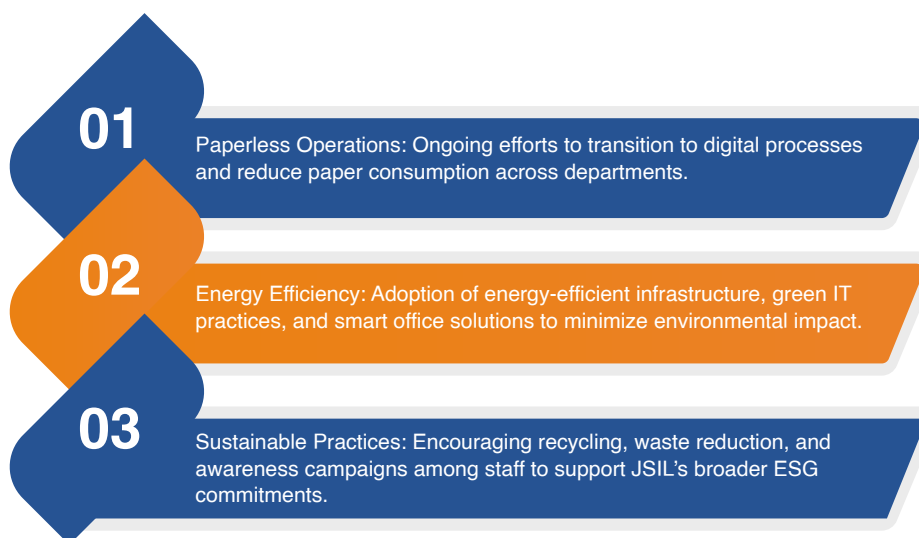 01
Paperless Operations: Ongoing efforts to transition to digital processes
and reduce paper consumption across departments.
02
Energy Efficiency: Adoption of energy-efficient infrastructure, green IT
practices, and smart office solutions to minimize environmental impact.
03
Sustainable Practices: Encouraging recycling, waste reduction, and
awareness campaigns among staff to support JSIL’s broader ESG
commitments.